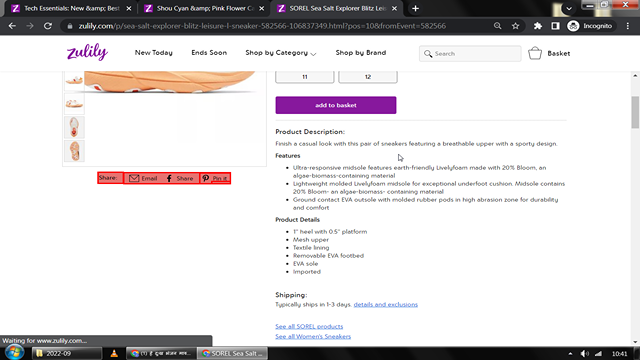 Tech Essentials: New &amp; Best
Shou Cyan &amp; Pink Flower C
SOREL Sea Salt Explorer Blitz Leis
zulily.com/p/sea-salt-explorer-blitz-leisure-l-sneaker-582566-106837349.html?pos=10&fromEvent=582566
Incognito
zulily
New Today
Ends Soon
Shop by Category
Shop by Brand
Search
Basket
11
12
add to basket
Share:
Email
Share
Pin It
Product Description:
Finish a casual look with this pair of sneakers featuring a breathable upper with a sporty design.
Features
Ultra-responsive midsole features earth-friendly Livelyfoam made with 20% Bloom, an
algae-biomass-containing material
Lightweight molded Livelyfoam midsole for exceptional underfoot cushion. Midsole contains
20% Bloom- an algae-biomass- containing material
Ground contact EVA outsole with molded rubber pods in high abrasion zone for durability
and comfort
Product Details
1" heel with 0.5" platform
Mesh upper
Textile lining
Removable EVA footbed
EVA sole
Imported
Shipping:
Typically ships in 1-3 days. details and exclusions
See all SOREL products
See all Women's Sneakers
Waiting for www.zulily.com...
2022-09
SOREL Sea Salt ...
10:41